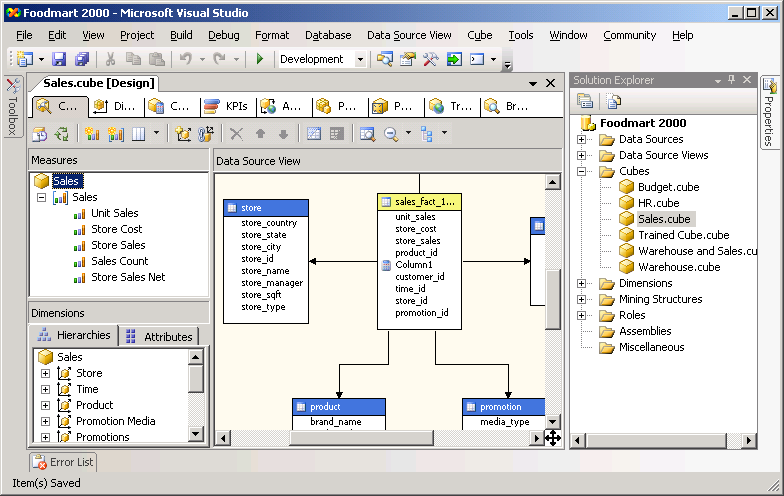 Foodmart 2000 - Microsoft Visual Studio
File Edit View Project Build Debug Format Database Data Source View Cube Tools Window Community Help
Development
Toolbox
Sales.cube [Design]
C... Di... C... KPIs A... P... P... Tr... Br...
Measures
Sales
Sales
Unit Sales
Store Cost
Store Sales
Sales Count
Store Sales Net
Dimensions
Hierarchies Attributes
Sales
Store
Time
Product
Promotion Media
Promotions
Data Source View
store
store_country
store_state
store_city
store_id
store_name
store_manager
store_sqft
store_type
sales_fact_1...
unit_sales
store_cost
store_sales
product_id
Column1
customer_id
time_id
store_id
promotion_id
product
brand_name
promotion
media_type
Solution Explorer
Foodmart 2000
Data Sources
Data Source Views
Cubes
Budget.cube
HR.cube
Sales.cube
Trained Cube.cube
Warehouse and Sales.cu
Warehouse.cube
Dimensions
Mining Structures
Roles
Assemblies
Miscellaneous
Properties
Error List
Item(s) Saved